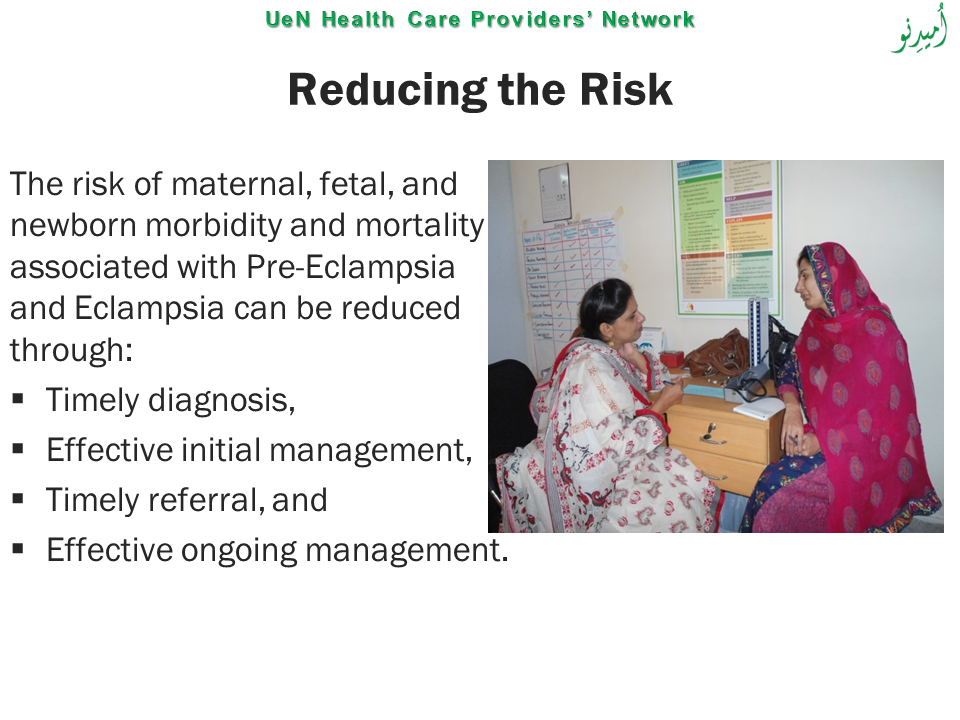 UeN Health Care Providers’ Network
اُمیدِنو
Reducing the Risk
The risk of maternal, fetal, and
newborn morbidity and mortality
associated with Pre-Eclampsia
and Eclampsia can be reduced
through:
▪ Timely diagnosis,
▪ Effective initial management,
▪ Timely referral, and
▪ Effective ongoing management.
HELP